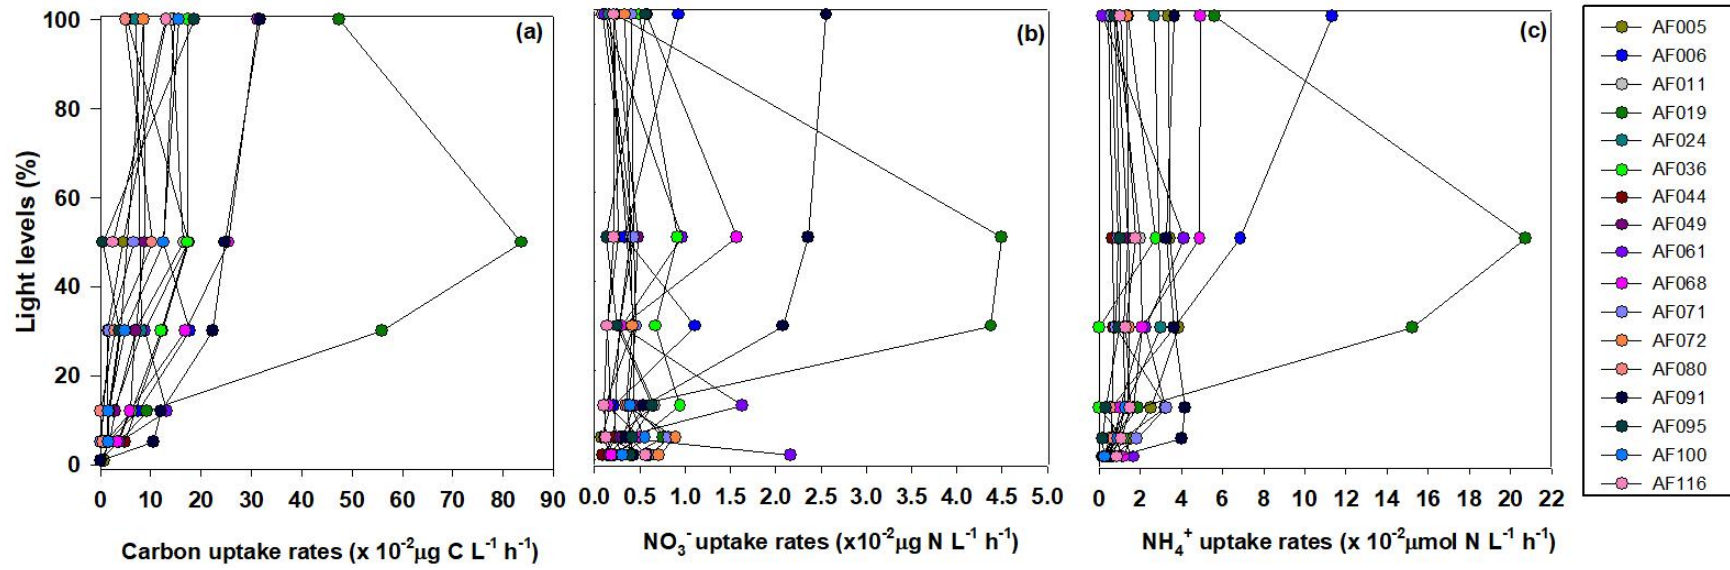 (a)
(b)
(c)
Light levels (%)
100
80
60
40
20
0
0 10 20 30 40 50 60 70 80 90
0.0 0.5 1.0 1.5 2.0 2.5 3.0 3.5 4.0 4.5 5.0
0 2 4 6 8 10 12 14 16 18 20 22
Carbon uptake rates (x 10⁻²µg C L⁻¹ h⁻¹)
NO₃⁻ uptake rates (x10⁻²µg N L⁻¹ h⁻¹)
NH₄⁺ uptake rates (x 10⁻²µmol N L⁻¹ h⁻¹)
AF005
AF006
AF011
AF019
AF024
AF036
AF044
AF049
AF061
AF068
AF071
AF072
AF080
AF091
AF095
AF100
AF116